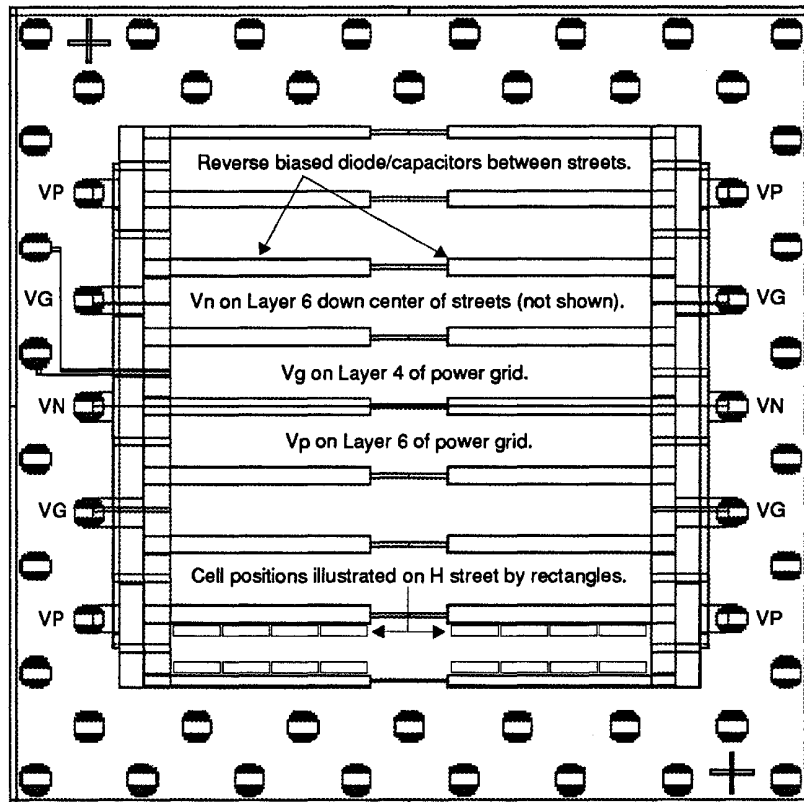 Reverse biased diode/capacitors between streets.
VP
VP
VG
Vn on Layer 6 down center of streets (not shown).
VG
Vg on Layer 4 of power grid.
VN
VN
Vp on Layer 6 of power grid.
VG
VG
Cell positions illustrated on H street by rectangles.
VP
VP